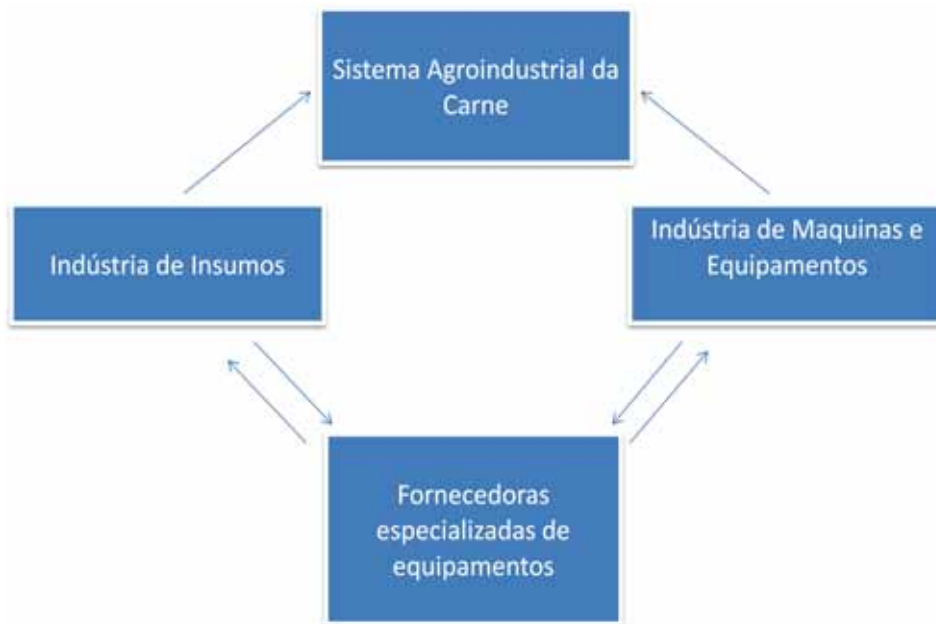 Sistema Agroindustrial da
Carne
Indústria de Insumos
Indústria de Maquinas e
Equipamentos
Fornecedoras
especializadas de
equipamentos